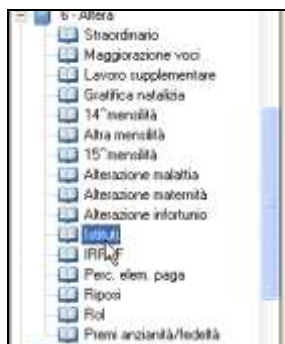 6 - Altera
Straordinario
Maggiorazione voci
Lavoro supplementare
Gratifica natalizia
14^mensilità
Altra mensilità
15^mensilità
Alterazione malattia
Alterazione maternità
Alterazione infortunio
Istituti
Perc. elem. paga
Riposi
Rol
Premi anzianità/fedeltà